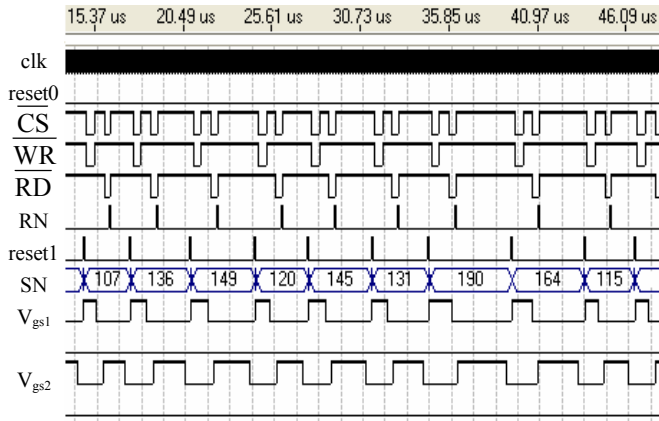 15.37 us 20.49 us 25.61 us 30.73 us 35.85 us 40.97 us 46.09 us
clk
reset0
CS
WR
RD
RN
reset1
SN 107 136 149 120 145 131 190 164 115
Vgs1
Vgs2